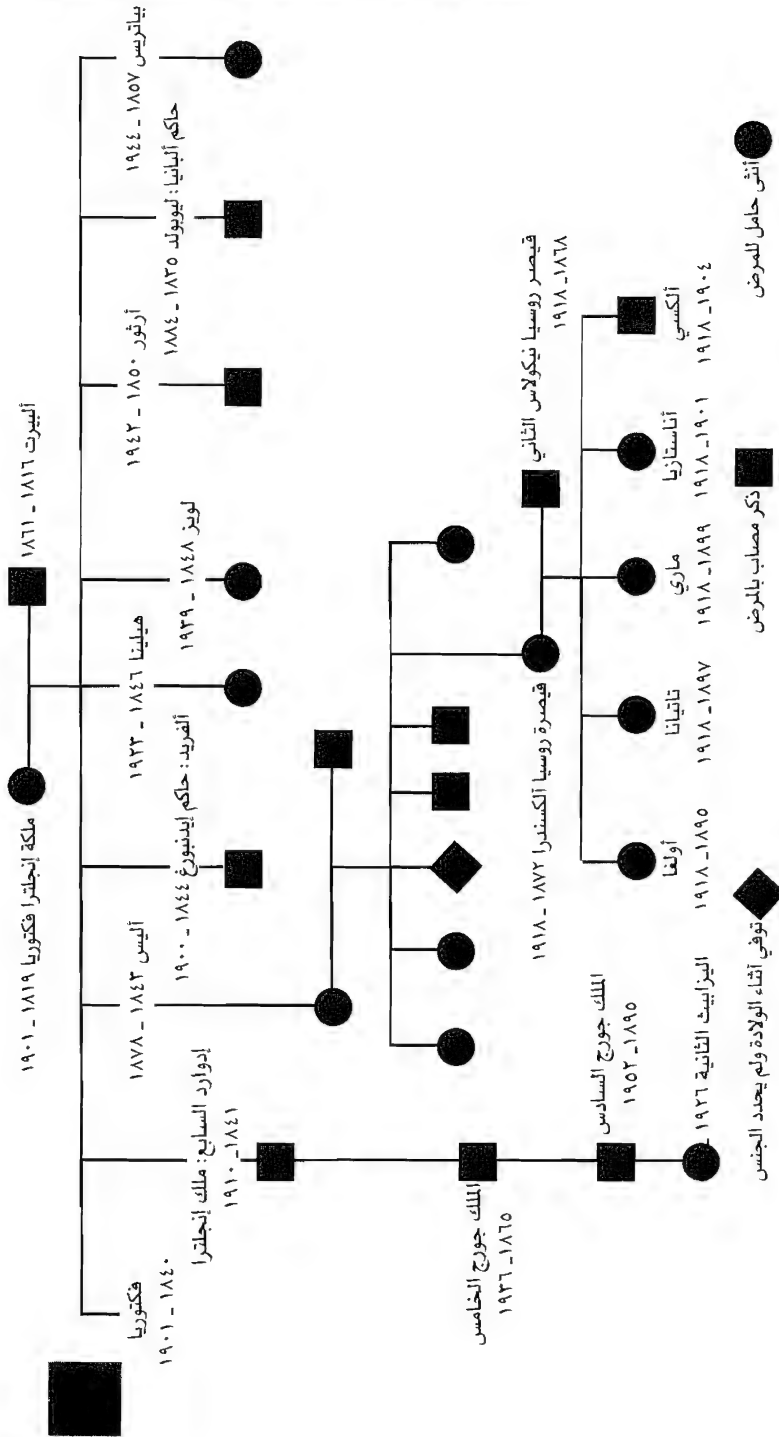 ملكة إنجلترا فكتوريا ١٨١٩ - ١٩٠١
ألبيرت ١٨١٦ - ١٨٦١
فكتوريا
١٨٤٠ - ١٩٠١
إدوارد السابع: ملك إنجلترا
١٨٤١ - ١٩١٠
أليس ١٨٤٣ - ١٨٧٨
ألفريد: حاكم إيدنبورغ ١٨٤٤ - ١٩٠٠
هيلينا ١٨٤٦ - ١٩٢٣
لويز ١٨٤٨ - ١٩٣٩
أرثور ١٨٥٠ - ١٩٤٢
حاكم ألبانيا: ليوبولد ١٨٣٥ - ١٨٨٤
بياتريس ١٨٥٧ - ١٩٤٤
الملك جورج الخامس
١٨٦٥ - ١٩٣٦
الملك جورج السادس
١٨٩٥ - ١٩٥٢
اليزابيث الثانية ١٩٢٦ -
قيصرة روسيا ألكسندرا ١٨٧٢ - ١٩١٨
قيصر روسيا نيكولاس الثاني
١٨٦٨ - ١٩١٨
أولغا
١٨٩٥ - ١٩١٨
تاتيانا
١٨٩٧ - ١٩١٨
ماري
١٨٩٩ - ١٩١٨
أناستازيا
١٩٠١ - ١٩١٨
ألكسي
١٩٠٤ - ١٩١٨
توفي أثناء الولادة ولم يحدد الجنس
ذكر مصاب بالمرض
أنثى حامل للمرض